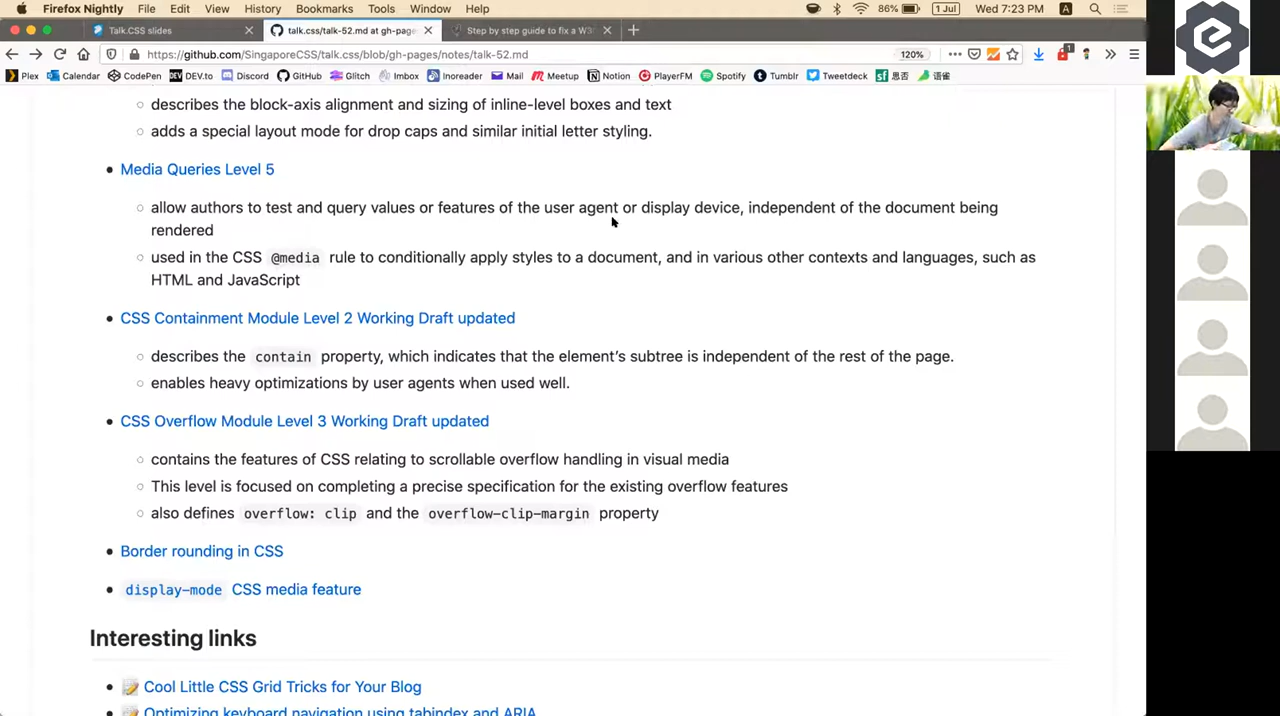 Firefox Nightly File Edit View History Bookmarks Tools Window Help 86% 1 Jul Wed 7:23 PM A
Talk.CSS slides talk.css/talk-52.md at gh-page Step by step guide to fix a W3
https://github.com/SingaporeCSS/talk.css/blob/gh-pages/notes/talk-52.md 120% 1
Plex Calendar CodePen DEV.to Discord GitHub Glitch Imbox Inoreader Mail Meetup Notion PlayerFM Spotify Tumblr Tweetdeck sf 思否 语雀
describes the block-axis alignment and sizing of inline-level boxes and text
adds a special layout mode for drop caps and similar initial letter styling.
Media Queries Level 5
allow authors to test and query values or features of the user agent or display device, independent of the document being
rendered
used in the CSS @media rule to conditionally apply styles to a document, and in various other contexts and languages, such as
HTML and JavaScript
CSS Containment Module Level 2 Working Draft updated
describes the contain property, which indicates that the element's subtree is independent of the rest of the page.
enables heavy optimizations by user agents when used well.
CSS Overflow Module Level 3 Working Draft updated
contains the features of CSS relating to scrollable overflow handling in visual media
This level is focused on completing a precise specification for the existing overflow features
also defines overflow: clip and the overflow-clip-margin property
Border rounding in CSS
display-mode CSS media feature
Interesting links
Cool Little CSS Grid Tricks for Your Blog
Optimizing keyboard navigation using tabindex and ARIA